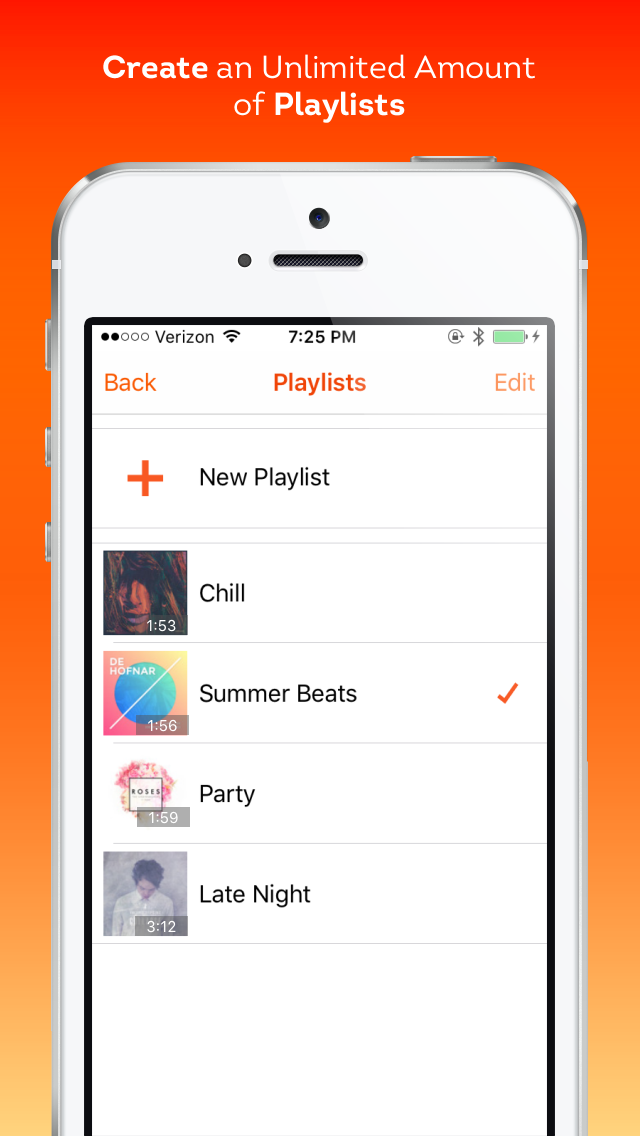 Create an Unlimited Amount
of Playlists
Verizon 7:25 PM
Back Playlists Edit
New Playlist
Chill
1:53
DE
HOFNAR
Summer Beats
1:56
ROSES
Party
1:59
Late Night
3:12